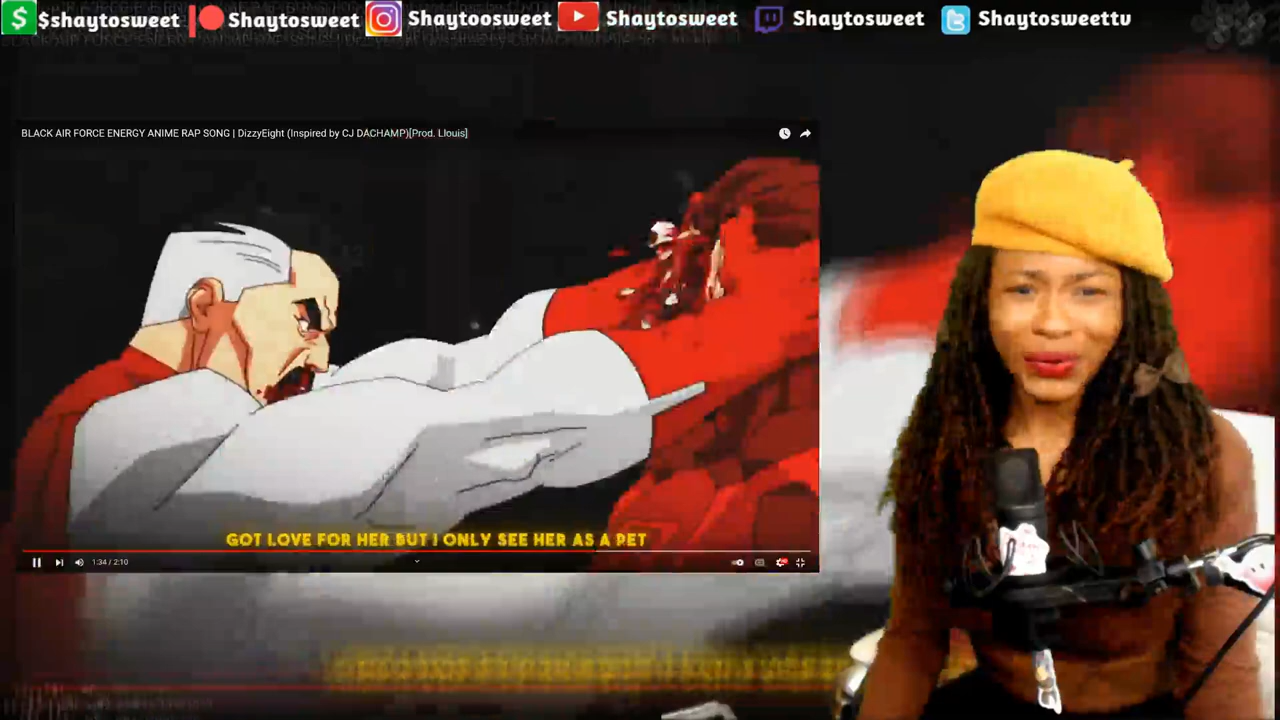 $shaytosweet Shaytosweet Shaytoosweet Shaytosweet Shaytosweet Shaytosweettv
BLACK AIR FORCE ENERGY ANIME RAP SONG | DizzyEight (Inspired by CJ DACHAMP)[Prod. Llouis]
GOT LOVE FOR HER BUT I ONLY SEE HER AS A PET
1:34 / 2:10